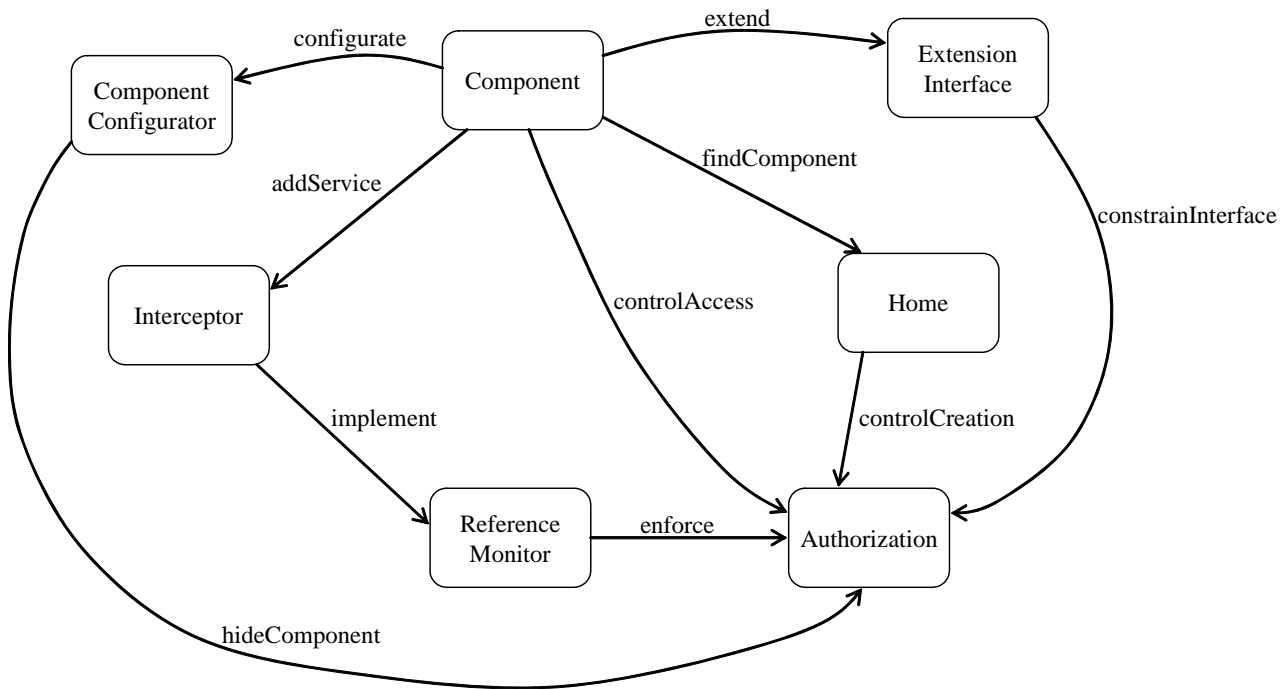 extend
configurate
Component
Extension
Interface
Component
Configurator
findComponent
addService
constrainInterface
controlAccess
Home
Interceptor
implement
controlCreation
Reference
Monitor
enforce
Authorization
hideComponent